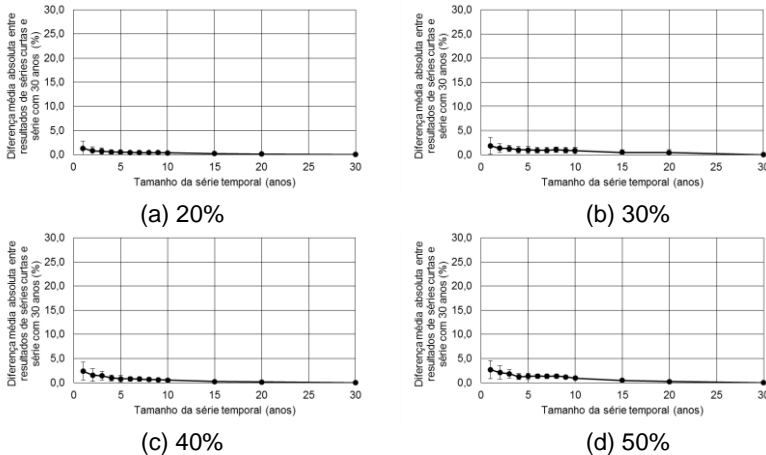 Diferença média absoluta entre
resultados de séries curtas e
série com 30 anos (%)
30,0
25,0
20,0
15,0
10,0
5,0
0,0
0 5 10 15 20 25 30
Tamanho da série temporal (anos)
(a) 20%
Diferença média absoluta entre
resultados de séries curtas e
série com 30 anos (%)
30,0
25,0
20,0
15,0
10,0
5,0
0,0
0 5 10 15 20 25 30
Tamanho da série temporal (anos)
(b) 30%
Diferença média absoluta entre
resultados de séries curtas e
série com 30 anos (%)
30,0
25,0
20,0
15,0
10,0
5,0
0,0
0 5 10 15 20 25 30
Tamanho da série temporal (anos)
(c) 40%
Diferença média absoluta entre
resultados de séries curtas e
série com 30 anos (%)
30,0
25,0
20,0
15,0
10,0
5,0
0,0
0 5 10 15 20 25 30
Tamanho da série temporal (anos)
(d) 50%